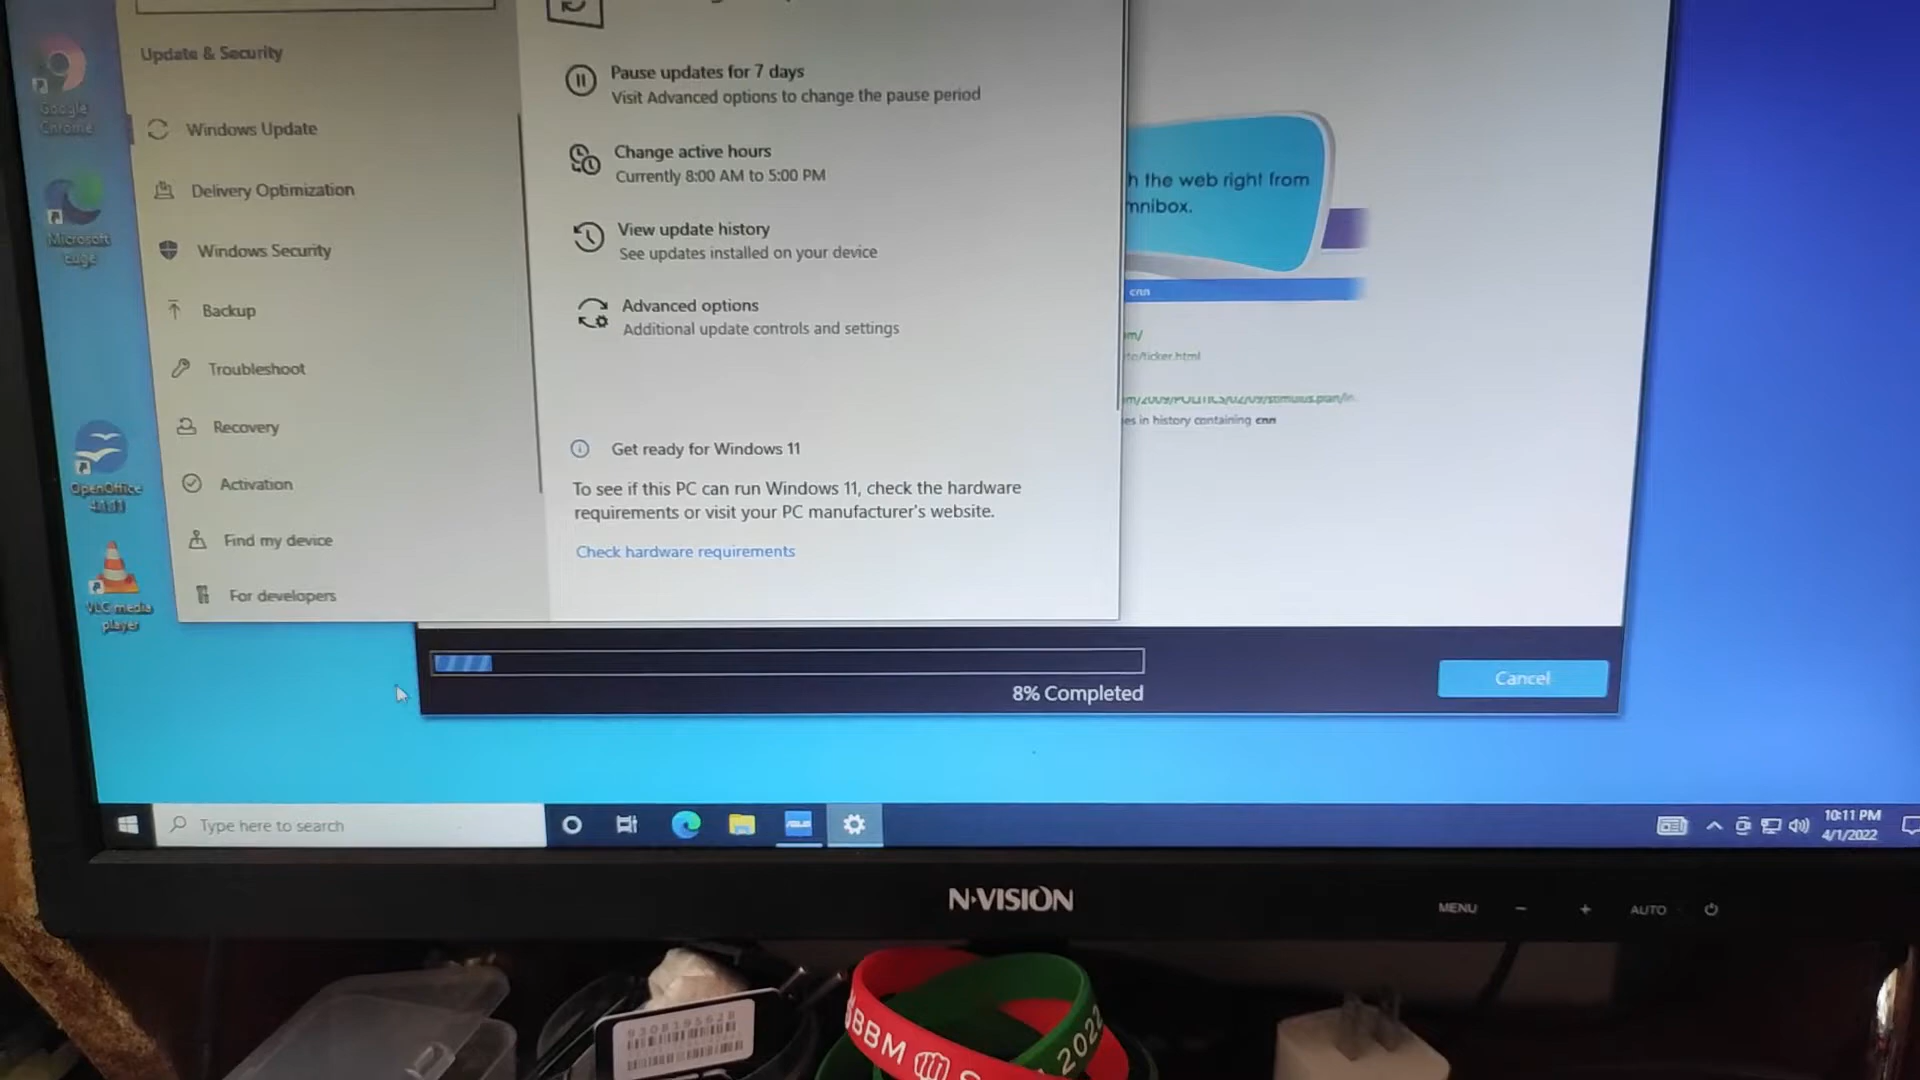 Update & Security
Windows Update
Delivery Optimization
Windows Security
Backup
Troubleshoot
Recovery
Activation
Find my device
For developers
Pause updates for 7 days
Visit Advanced options to change the pause period
Change active hours
Currently 8:00 AM to 5:00 PM
View update history
See updates installed on your device
Advanced options
Additional update controls and settings
Get ready for Windows 11
To see if this PC can run Windows 11, check the hardware
requirements or visit your PC manufacturer's website.
Check hardware requirements
h the web right from
mnibox.
cnn
m/
to/ticker.html
es in history containing cnn
8% Completed
Cancel
Google
Chrome
Microsoft
Edge
OpenOffice
VLC media
player
Type here to search
ASUS
10:11 PM
4/1/2022
N·VISION
MENU
−
+
AUTO
BBM
2022